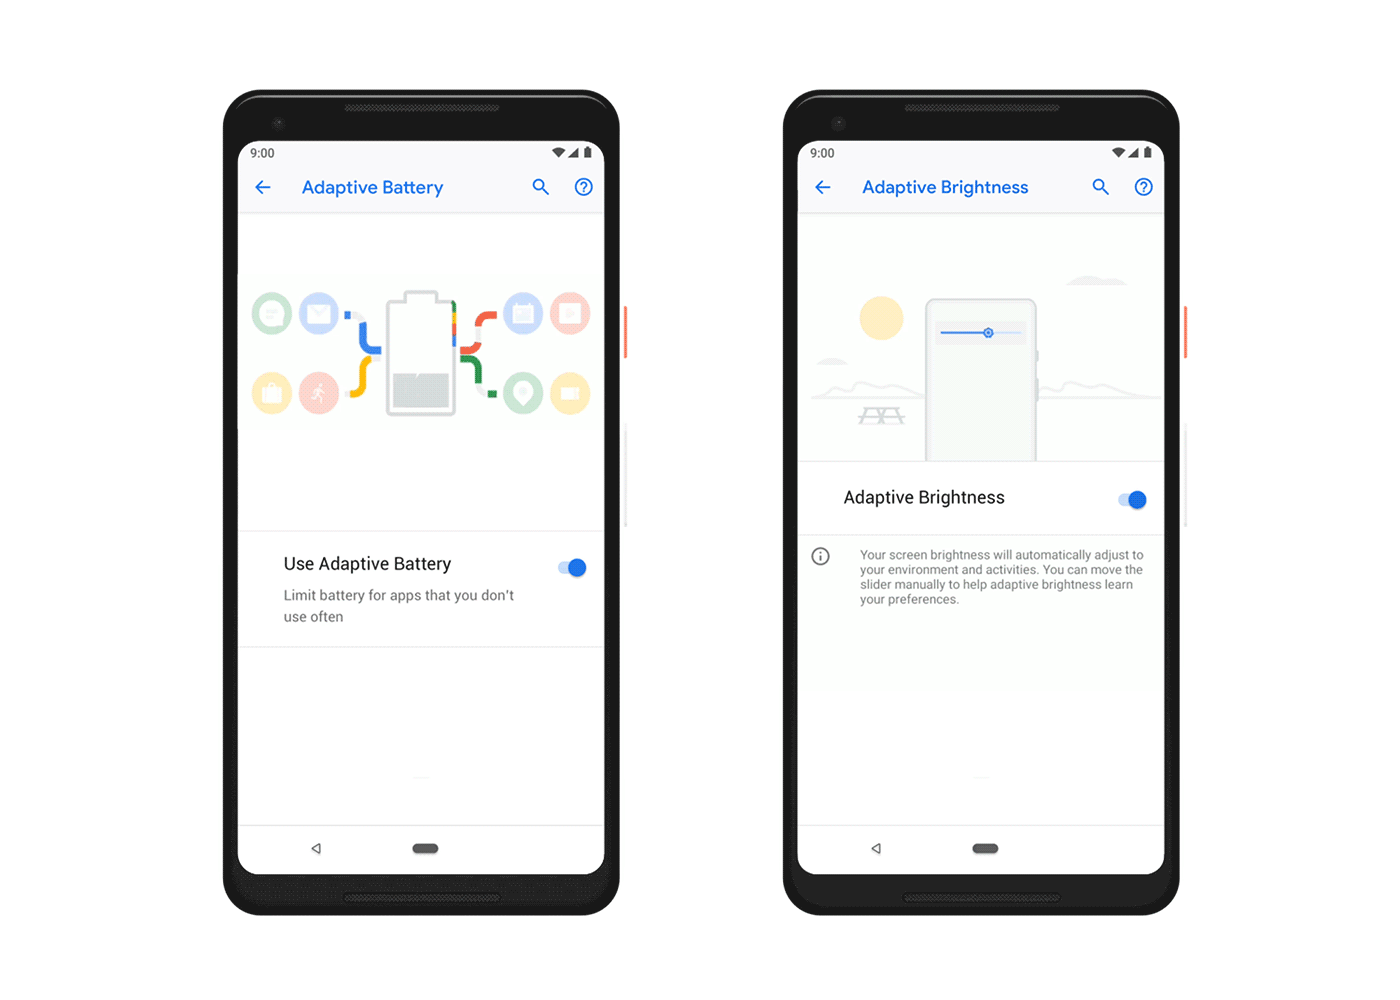 9:00
Adaptive Battery
Use Adaptive Battery
Limit battery for apps that you don't
use often
9:00
Adaptive Brightness
Adaptive Brightness
Your screen brightness will automatically adjust to
your environment and activities. You can move the
slider manually to help adaptive brightness learn
your preferences.